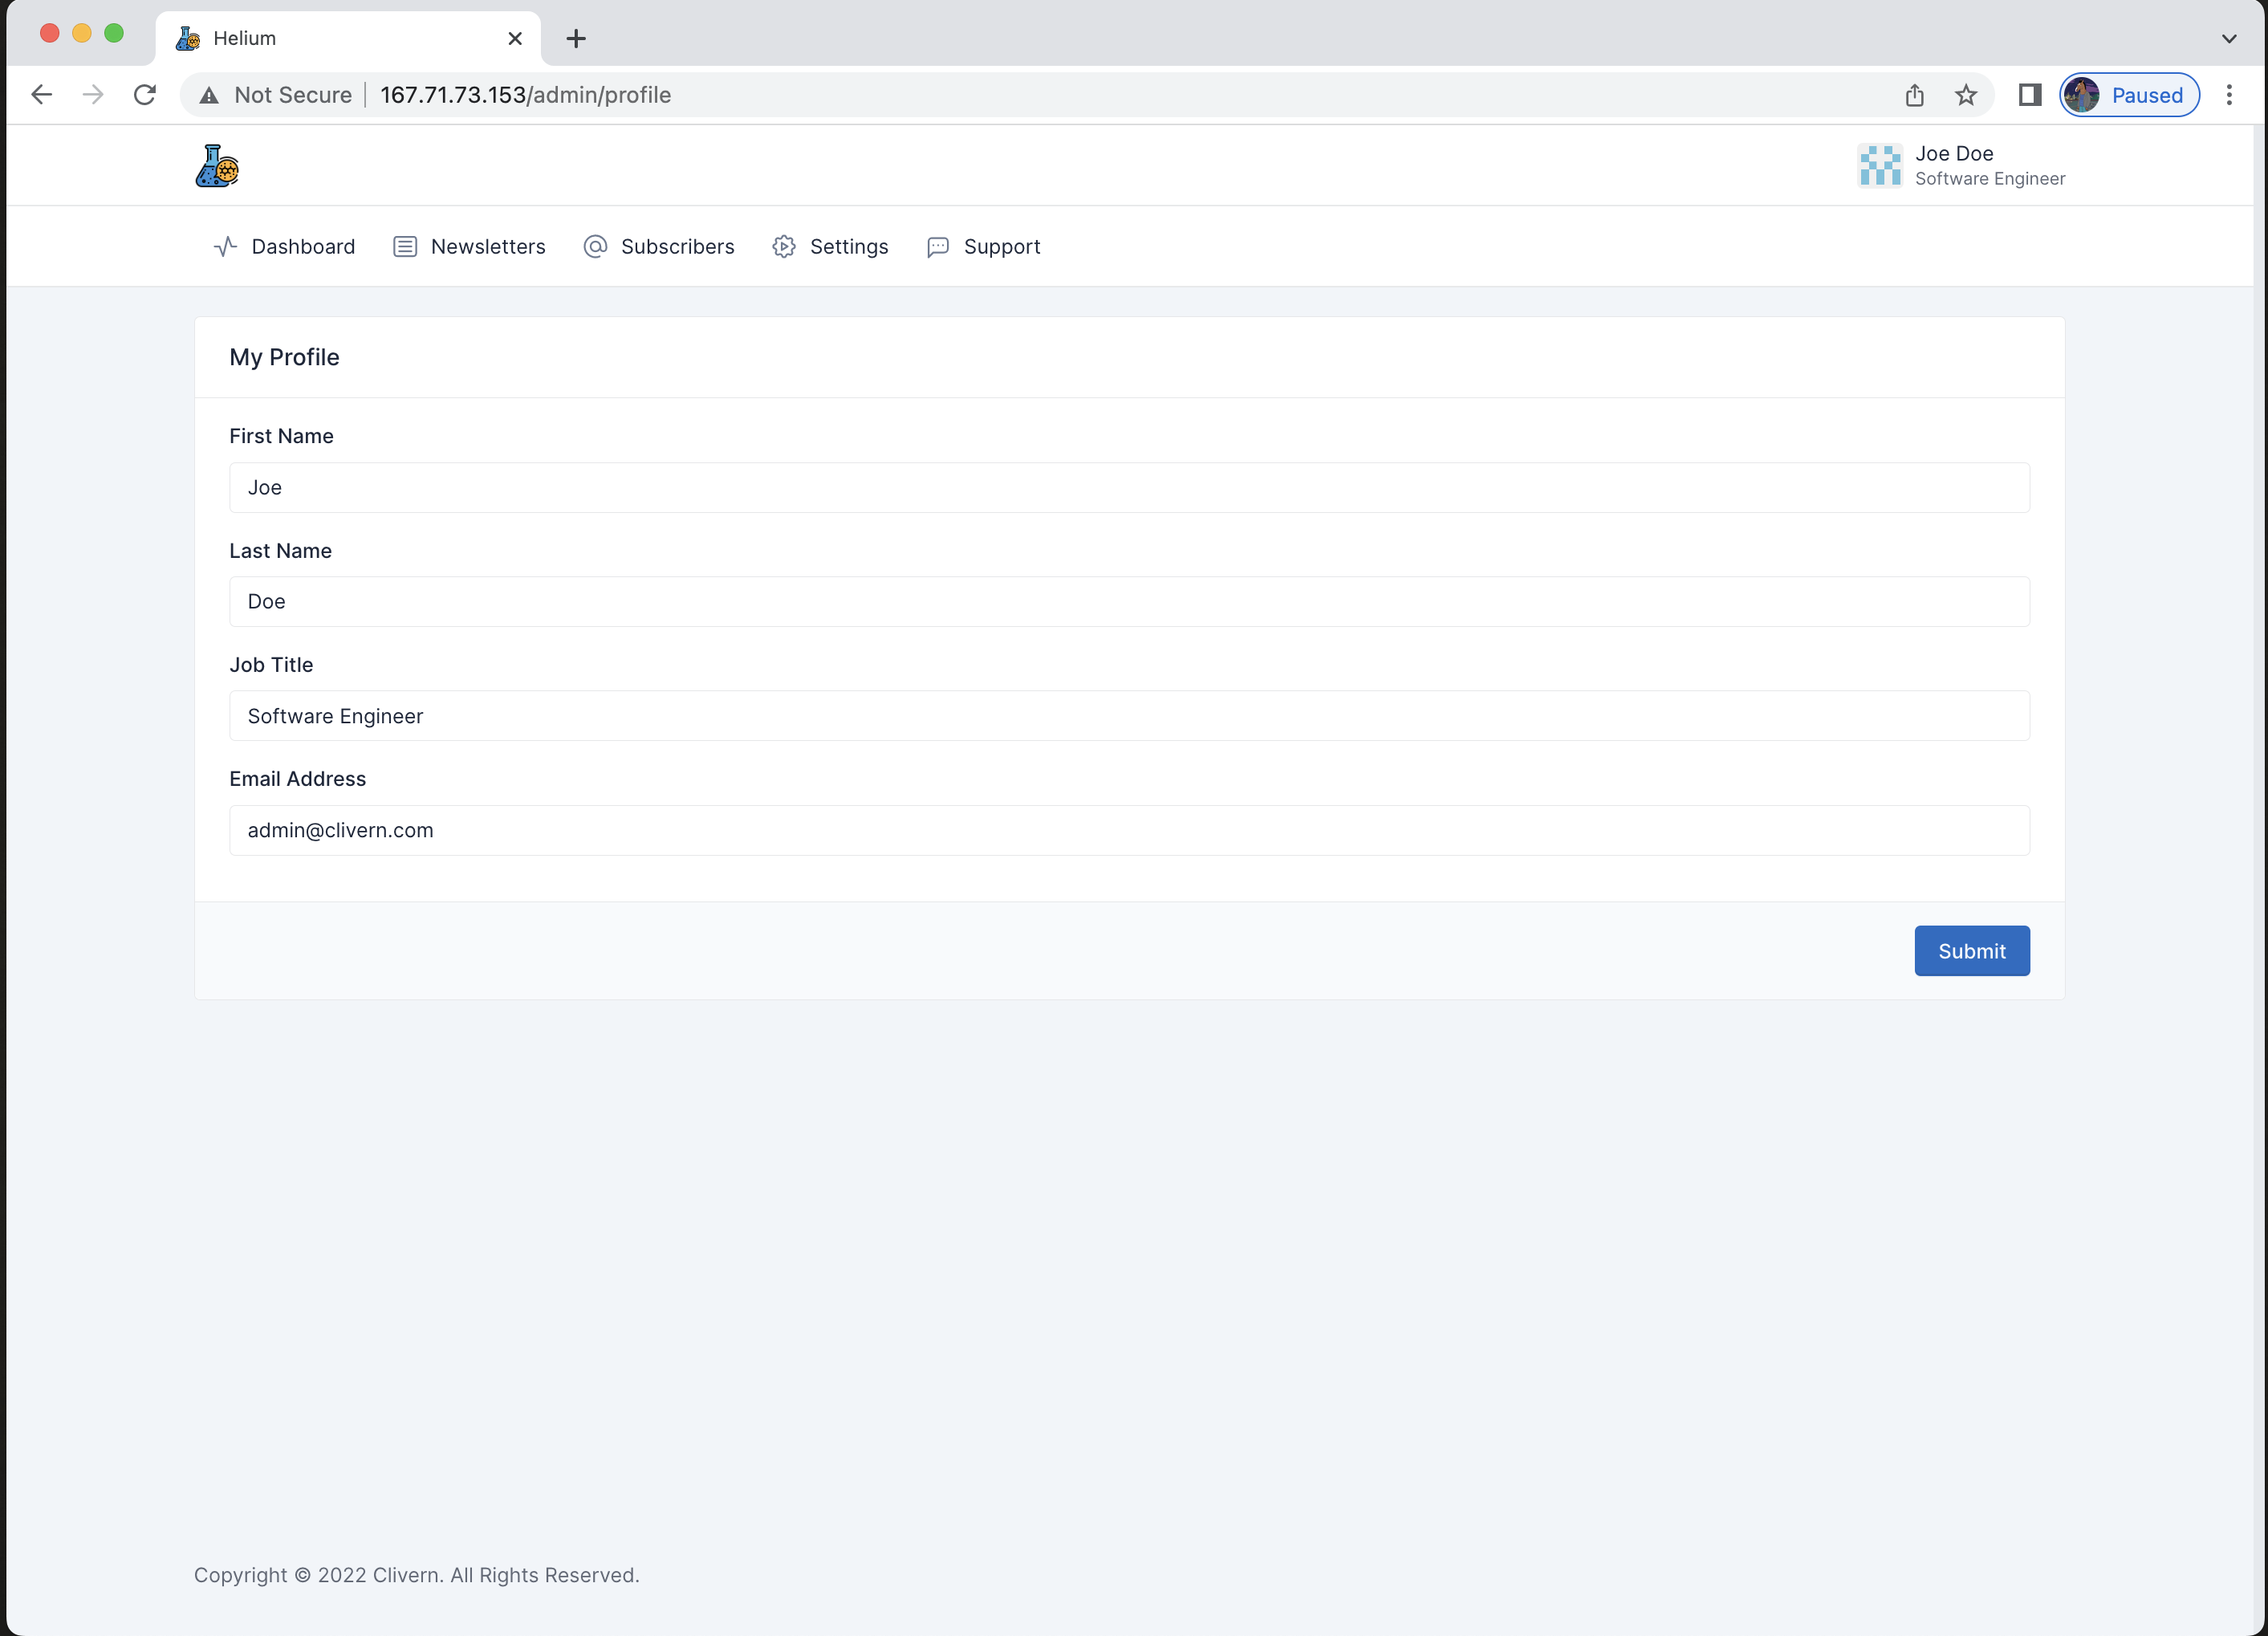 Helium
Not Secure 167.71.73.153/admin/profile
Paused
Joe Doe
Software Engineer
Dashboard Newsletters Subscribers Settings Support
My Profile
First Name
Joe
Last Name
Doe
Job Title
Software Engineer
Email Address
admin@clivern.com
Submit
Copyright © 2022 Clivern. All Rights Reserved.